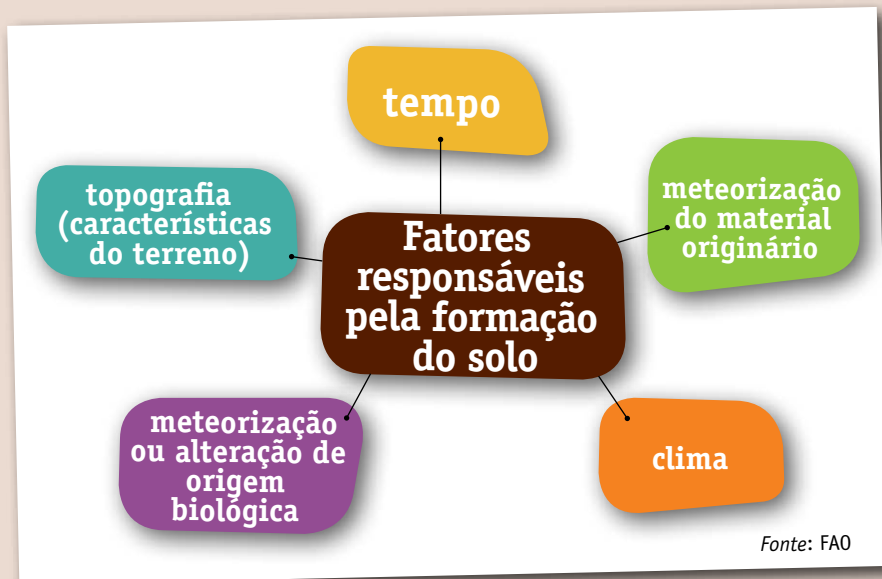 tempo
topografia
(características
do terreno)
meteorização
do material
originário
Fatores
responsáveis
pela formação
do solo
meteorização
ou alteração de
origem
biológica
clima
Fonte: FAO